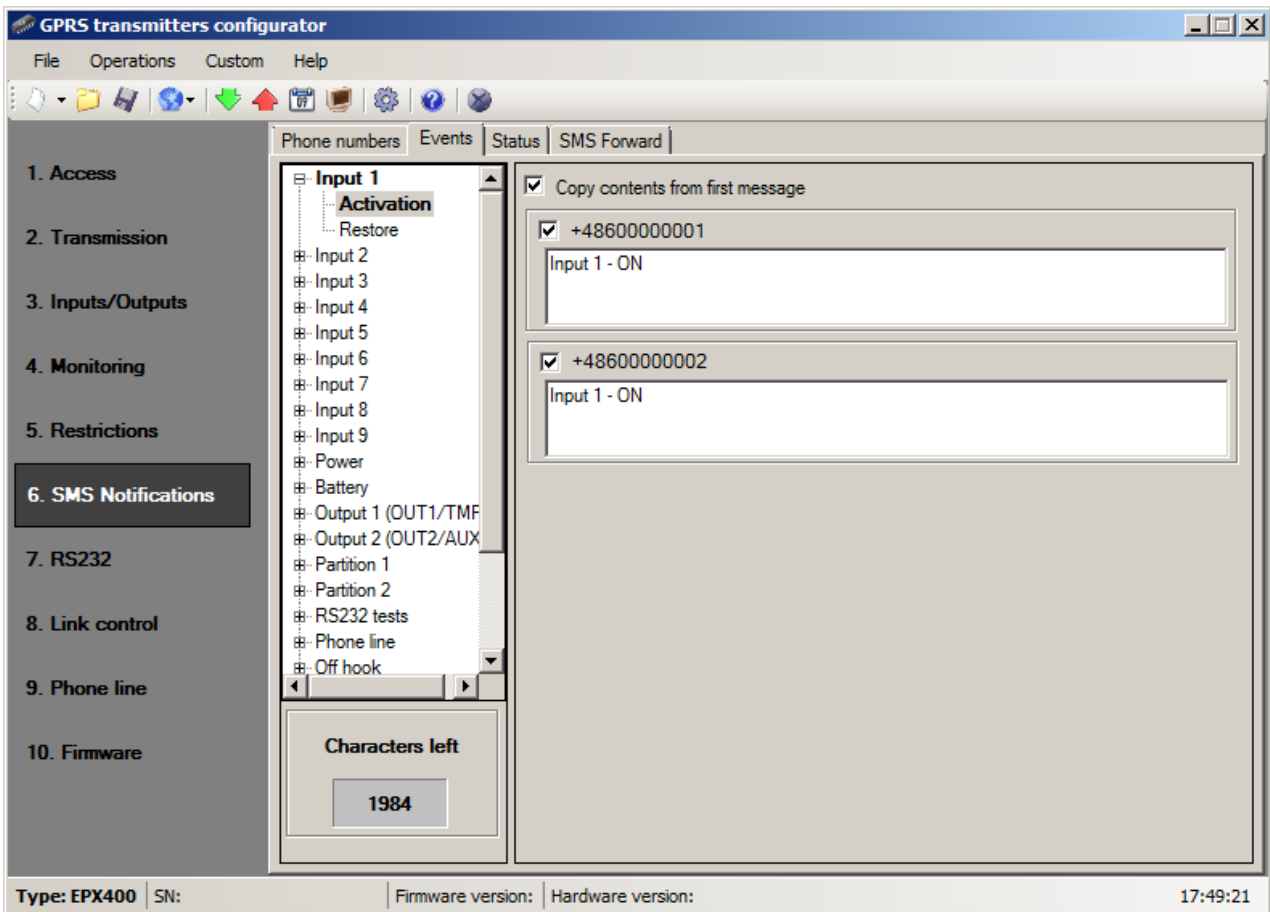 GPRS transmitters configurator
File Operations Custom Help
Phone numbers Events Status SMS Forward
1. Access
2. Transmission
3. Inputs/Outputs
4. Monitoring
5. Restrictions
6. SMS Notifications
7. RS232
8. Link control
9. Phone line
10. Firmware
Input 1
Activation
Restore
Input 2
Input 3
Input 4
Input 5
Input 6
Input 7
Input 8
Input 9
Power
Battery
Output 1 (OUT1/TMF
Output 2 (OUT2/AUX
Partition 1
Partition 2
RS232 tests
Phone line
Off hook
Characters left
1984
Copy contents from first message
+48600000001
Input 1 - ON
+48600000002
Input 1 - ON
Type: EPX400 SN: Firmware version: Hardware version: 17:49:21